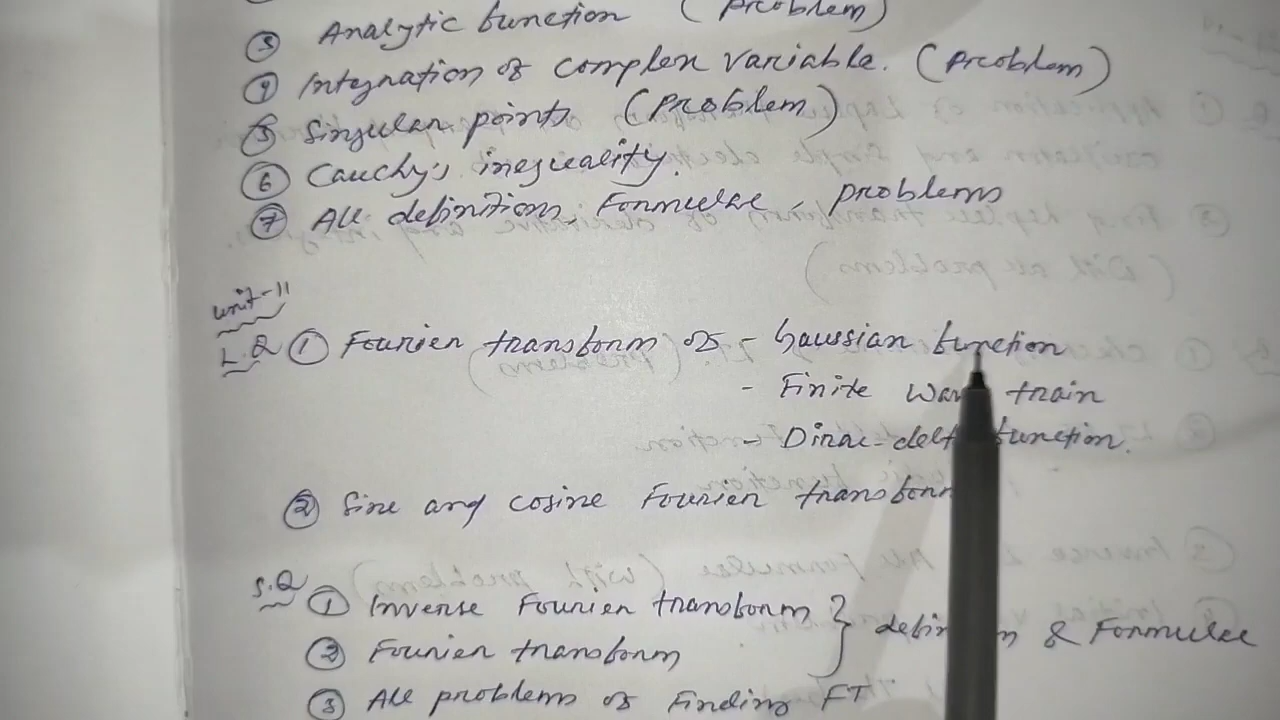 ③ Analytic function (Problem)
④ Integration of complex variable. (Problem)
⑤ Singular points (Problem)
⑥ Cauchy's inequality.
⑦ All definitions, Formulae, problems
Unit-II
L.Q ① Fourier transform of - Gaussian function
- Finite train
- Dirac-delta function.
② Sine and cosine Fourier transform
S.Q ① Inverse Fourier transform } & Formulae
② Fourier transform
③ All problems of Finding FT